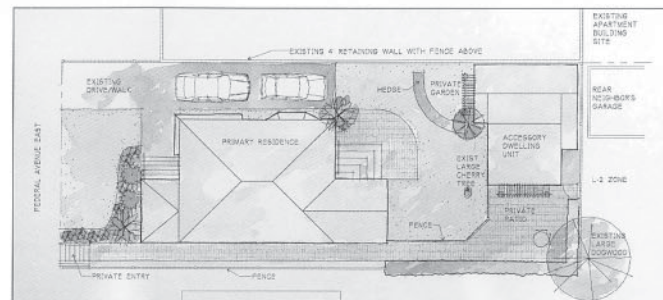 EXISTING
APARTMENT
BUILDING
SITE
EXISTING 4' RETAINING WALL WITH FENCE ABOVE
EXISTING
DRIVE/WALK
HEDGE
PRIVATE
GARDEN
REAR
NEIGHBOR'S
GARAGE
PRIMARY RESIDENCE
ACCESSORY
DWELLING
UNIT
FEDERAL AVENUE EAST
EXIST.
LARGE
CHERRY
TREE
L-2 ZONE
PRIVATE
PATIO
FENCE
EXISTING
LARGE
DOGWOOD
PRIVATE ENTRY
FENCE